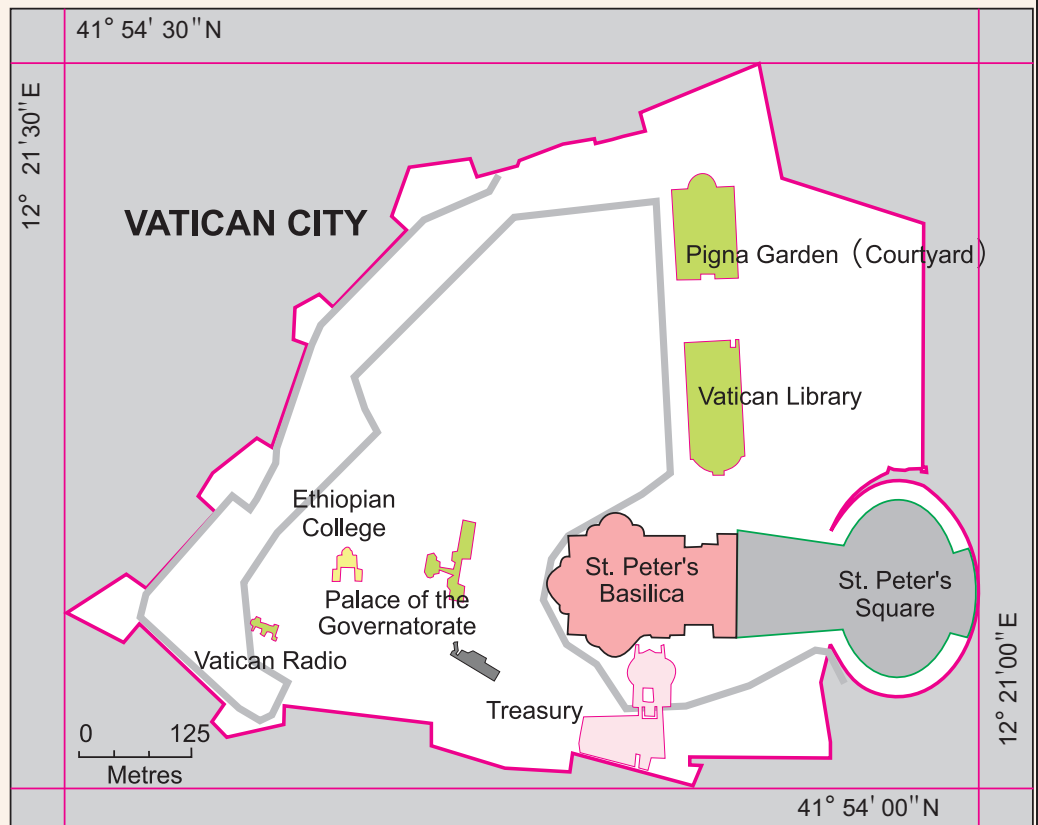 41° 54' 30"N
12° 21'30"E
VATICAN CITY
Pigna Garden (Courtyard)
Vatican Library
Ethiopian
College
St. Peter's
Basilica
St. Peter's
Square
Palace of the
Governatorate
Vatican Radio
Treasury
12° 21'00"E
0 125
Metres
41° 54' 00"N